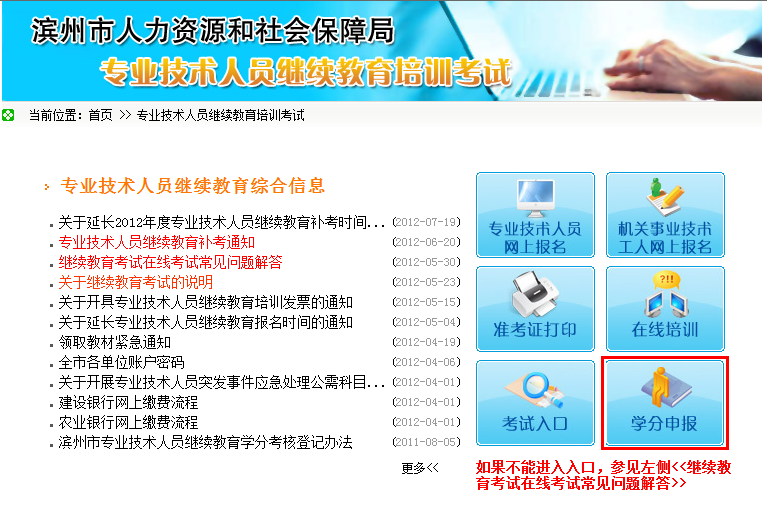 滨州市人力资源和社会保障局
专业技术人员继续教育培训考试
当前位置：首页 >> 专业技术人员继续教育培训考试
专业技术人员继续教育综合信息
关于延长2012年度专业技术人员继续教育补考时间... (2012-07-19)
专业技术人员继续教育补考通知 (2012-06-20)
继续教育考试在线考试常见问题解答 (2012-05-30)
关于继续教育考试的说明 (2012-05-23)
关于开具专业技术人员继续教育培训发票的通知 (2012-05-15)
关于延长专业技术人员继续教育报名时间的通知 (2012-05-04)
领取教材紧急通知 (2012-04-19)
全市各单位账户密码 (2012-04-06)
关于开展专业技术人员突发事件应急处理公需科目... (2012-04-01)
建设银行网上缴费流程 (2012-04-01)
农业银行网上缴费流程 (2012-04-01)
滨州市专业技术人员继续教育学分考核登记办法 (2011-08-05)
更多<<
专业技术人员
网上报名
机关事业技术
工人网上报名
准考证打印
?!!
在线培训
考试入口
学分申报
如果不能进入入口，参见左侧<<继续教
育考试在线考试常见问题解答>>